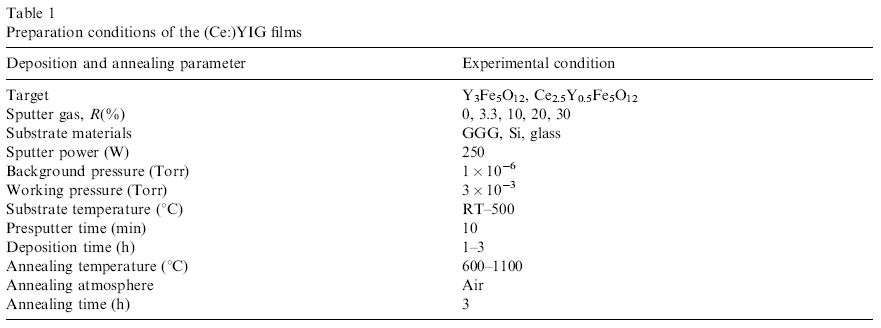 Table 1
Preparation conditions of the (Ce:)YIG films
Deposition and annealing parameter Experimental condition
Target Y₃Fe₅O₁₂, Ce₂.₅Y₀.₅Fe₅O₁₂
Sputter gas, R(%) 0, 3.3, 10, 20, 30
Substrate materials GGG, Si, glass
Sputter power (W) 250
Background pressure (Torr) 1 × 10⁻⁶
Working pressure (Torr) 3 × 10⁻³
Substrate temperature (°C) RT–500
Presputter time (min) 10
Deposition time (h) 1–3
Annealing temperature (°C) 600–1100
Annealing atmosphere Air
Annealing time (h) 3